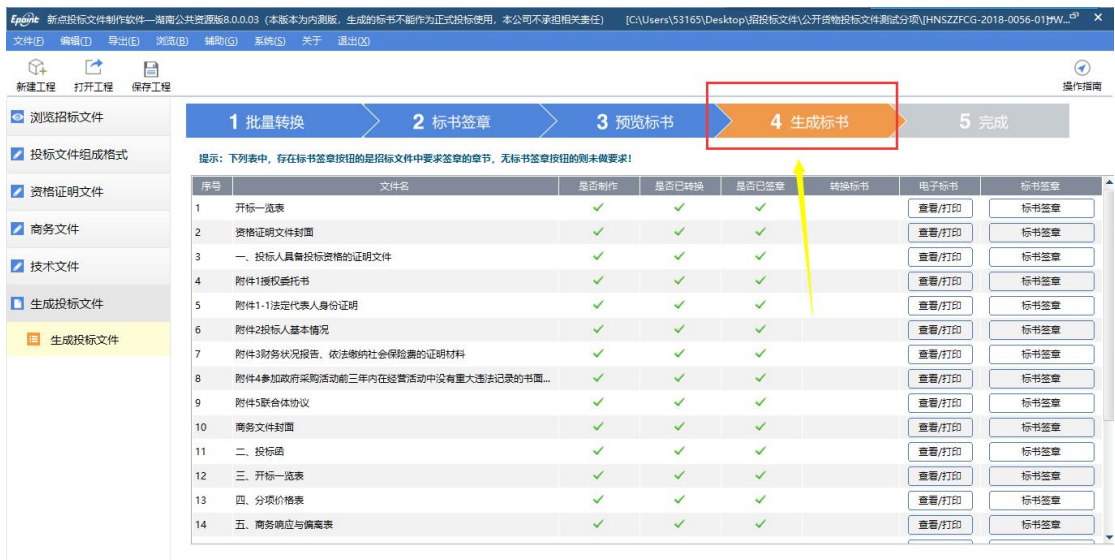 Epoint 新点投标文件制作软件—湖南公共资源版8.0.0.03（本版本为内测版，生成的标书不能作为正式投标使用，本公司不承担相关责任） [C:\Users\53165\Desktop\招投标文件\公开货物投标文件测试分项\[HNSZZFCG-2018-0056-01]
文件(F) 编辑(I) 导出(E) 浏览(B) 辅助(G) 系统(S) 关于 退出(X)
新建工程 打开工程 保存工程 操作指南
浏览招标文件
投标文件组成格式
资格证明文件
商务文件
技术文件
生成投标文件
生成投标文件
1 批量转换 2 标书签章 3 预览标书 4 生成标书 5 完成
提示：下列表中，存在标书签章按钮的是招标文件中要求签章的章节，无标书签章按钮的则未做要求！
序号 文件名 是否制作 是否已转换 是否已签章 转换标书 电子标书 标书签章
1 开标一览表 ✓ ✓ ✓ 查看/打印 标书签章
2 资格证明文件封面 ✓ ✓ ✓ 查看/打印 标书签章
3 一、投标人具备投标资格的证明文件 ✓ ✓ ✓ 查看/打印 标书签章
4 附件1授权委托书 ✓ ✓ ✓ 查看/打印 标书签章
5 附件1-1法定代表人身份证明 ✓ ✓ ✓ 查看/打印 标书签章
6 附件2投标人基本情况 ✓ ✓ ✓ 查看/打印 标书签章
7 附件3财务状况报告、依法缴纳社会保险费的证明材料 ✓ ✓ ✓ 查看/打印 标书签章
8 附件4参加政府采购活动前三年内在经营活动中没有重大违法记录的书面... ✓ ✓ ✓ 查看/打印 标书签章
9 附件5联合体协议 ✓ ✓ ✓ 查看/打印 标书签章
10 商务文件封面 ✓ ✓ ✓ 查看/打印 标书签章
11 二、投标函 ✓ ✓ ✓ 查看/打印 标书签章
12 三、开标一览表 ✓ ✓ ✓ 查看/打印 标书签章
13 四、分项价格表 ✓ ✓ ✓ 查看/打印 标书签章
14 五、商务响应与偏离表 ✓ ✓ ✓ 查看/打印 标书签章